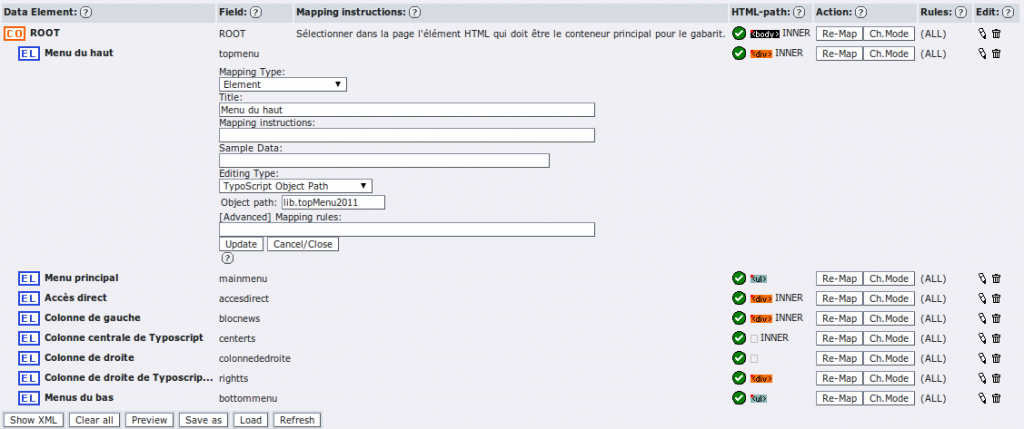 Data Element: ? Field: ? Mapping instructions: ? HTML-path: ? Action: ? Rules: ? Edit: ?
CO ROOT ROOT Sélectionner dans la page l'élément HTML qui doit être le conteneur principal pour le gabarit. <body> INNER Re-Map Ch.Mode (ALL)
EL Menu du haut topmenu <div> INNER Re-Map Ch.Mode (ALL)
Mapping Type:
Element
Title:
Menu du haut
Mapping instructions:
Sample Data:
Editing Type:
TypoScript Object Path
Object path: lib.topMenu2011
[Advanced] Mapping rules:
Update Cancel/Close
?
EL Menu principal mainmenu <ul> Re-Map Ch.Mode (ALL)
EL Accès direct accesdirect <div> INNER Re-Map Ch.Mode (ALL)
EL Colonne de gauche blocnews <div> INNER Re-Map Ch.Mode (ALL)
EL Colonne centrale de Typoscript centerts INNER Re-Map Ch.Mode (ALL)
EL Colonne de droite colonnededroite Re-Map Ch.Mode (ALL)
EL Colonne de droite de Typoscrip... rightts <div> Re-Map Ch.Mode (ALL)
EL Menus du bas bottommenu <ul> Re-Map Ch.Mode (ALL)
Show XML Clear all Preview Save as Load Refresh